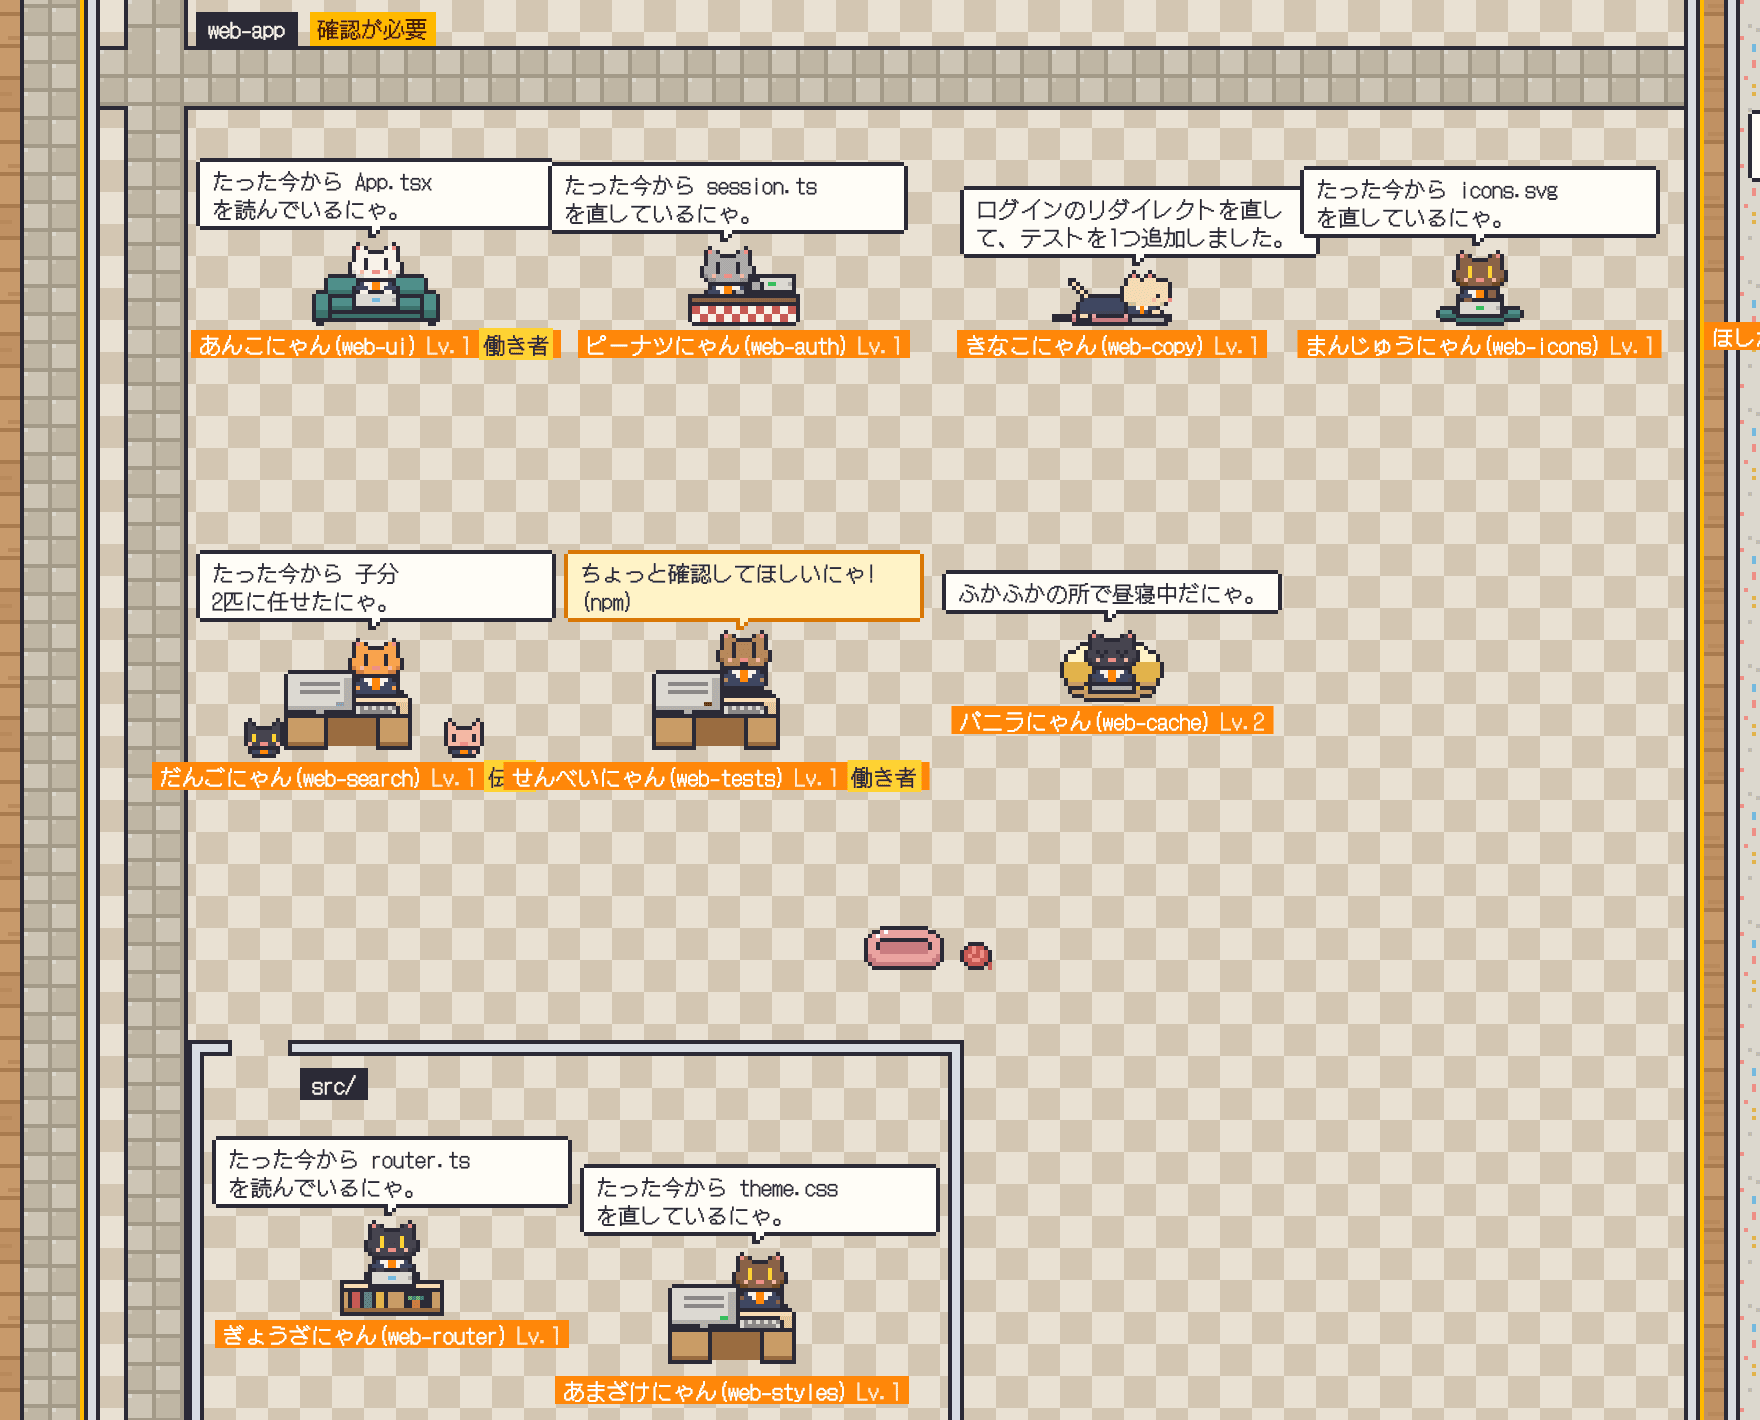 web-app 確認が必要
たった今から App.tsx
を読んでいるにゃ。
たった今から session.ts
を直しているにゃ。
ログインのリダイレクトを直し
て、テストを1つ追加しました。
たった今から icons.svg
を直しているにゃ。
あんこにゃん(web-ui) Lv.1 働き者
ピーナツにゃん(web-auth) Lv.1
きなこにゃん(web-copy) Lv.1
まんじゅうにゃん(web-icons) Lv.1
ほし
たった今から 子分
2匹に任せたにゃ。
ちょっと確認してほしいにゃ!
(npm)
ふかふかの所で昼寝中だにゃ。
バニラにゃん(web-cache) Lv.2
だんごにゃん(web-search) Lv.1 伝
せんべいにゃん(web-tests) Lv.1 働き者
src/
たった今から router.ts
を読んでいるにゃ。
たった今から theme.css
を直しているにゃ。
ぎょうざにゃん(web-router) Lv.1
あまざけにゃん(web-styles) Lv.1